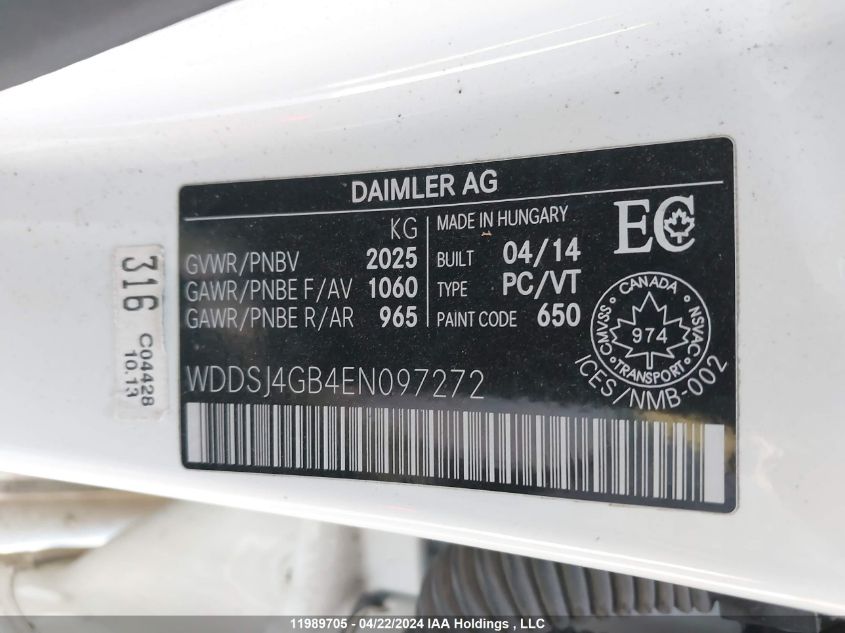 DAIMLER AG
KG
GVWR/PNBV 2025
GAWR/PNBE F/AV 1060
GAWR/PNBE R/AR 965
MADE IN HUNGARY
BUILT 04/14
TYPE PC/VT
PAINT CODE 650
EC
CANADA
CMVSS NSVAC
974
TRANSPORT
ICES/NMB-002
WDDSJ4GB4EN097272
316
C04428
10.13
11989705 - 04/22/2024 IAA Holdings , LLC